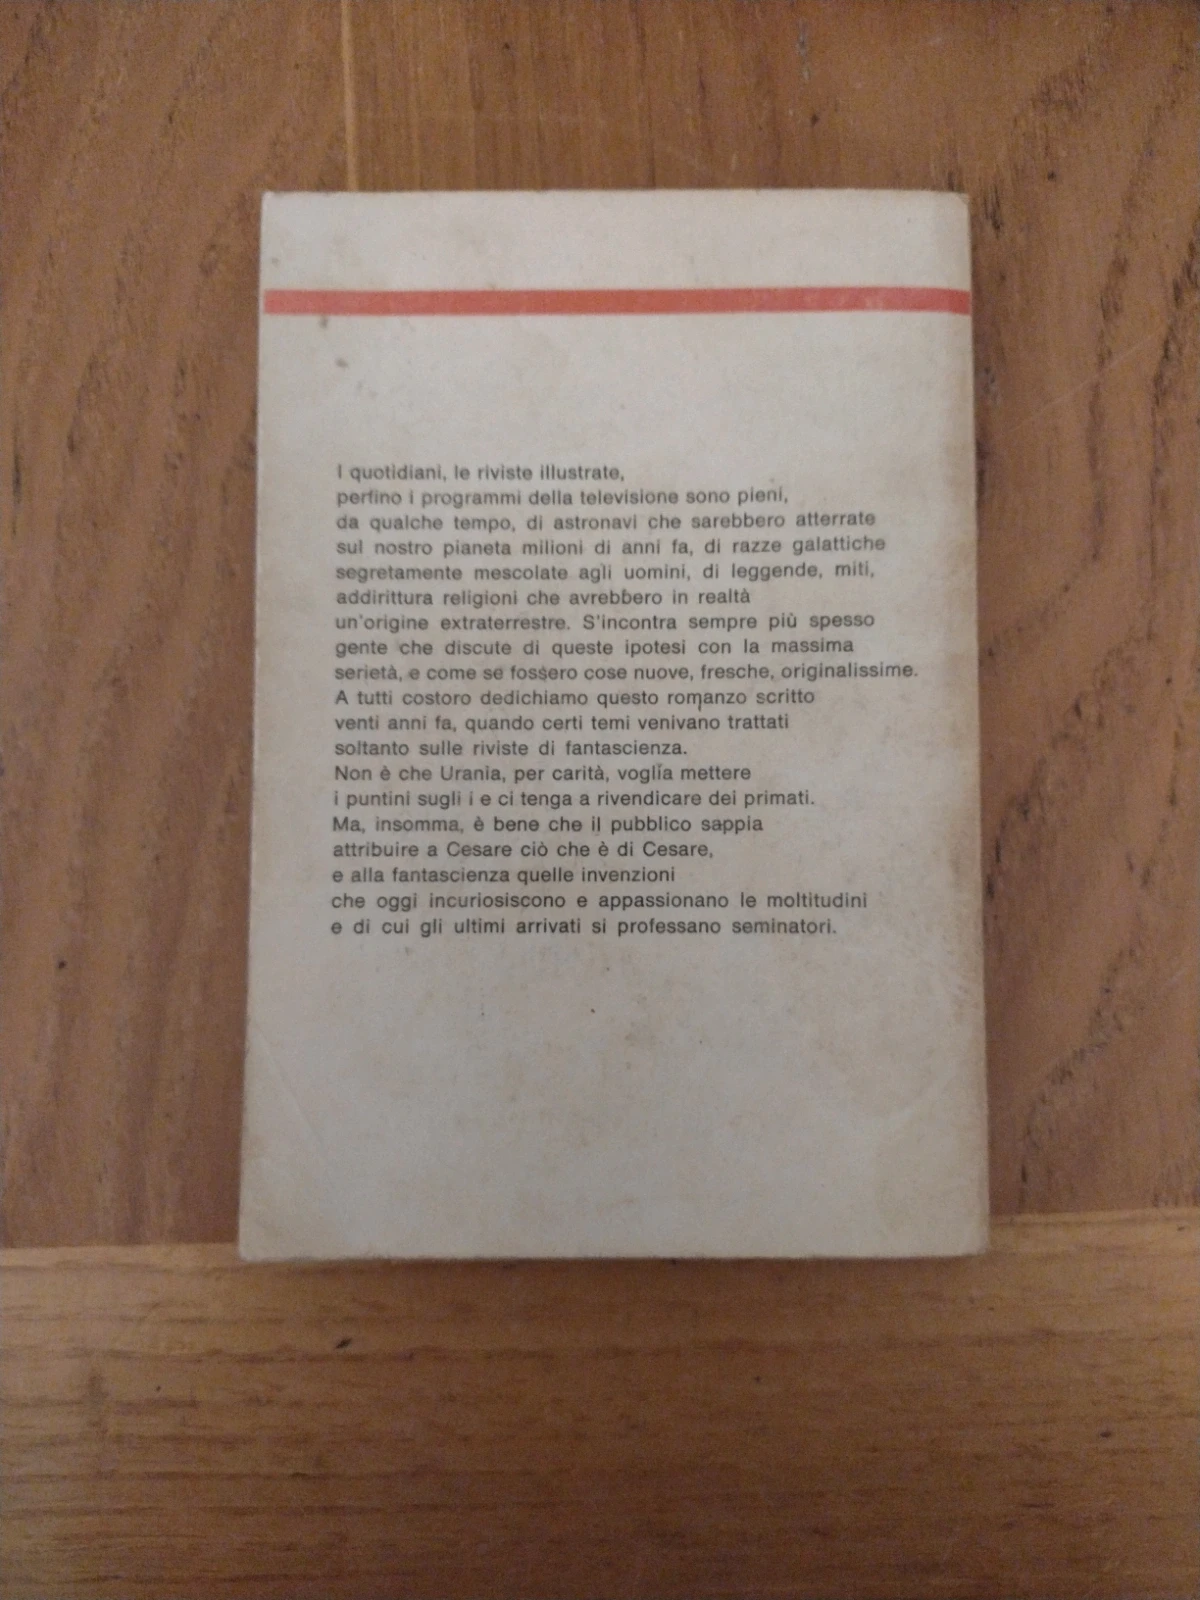 I quotidiani, le riviste illustrate,
perfino i programmi della televisione sono pieni,
da qualche tempo, di astronavi che sarebbero atterrate
sul nostro pianeta milioni di anni fa, di razze galattiche
segretamente mescolate agli uomini, di leggende, miti,
addirittura religioni che avrebbero in realtà
un'origine extraterrestre. S'incontra sempre più spesso
gente che discute di queste ipotesi con la massima
serietà, e come se fossero cose nuove, fresche, originalissime.
A tutti costoro dedichiamo questo romanzo scritto
venti anni fa, quando certi temi venivano trattati
soltanto sulle riviste di fantascienza.
Non è che Urania, per carità, voglia mettere
i puntini sugli i e ci tenga a rivendicare dei primati.
Ma, insomma, è bene che il pubblico sappia
attribuire a Cesare ciò che è di Cesare,
e alla fantascienza quelle invenzioni
che oggi incuriosiscono e appassionano le moltitudini
e di cui gli ultimi arrivati si professano seminatori.